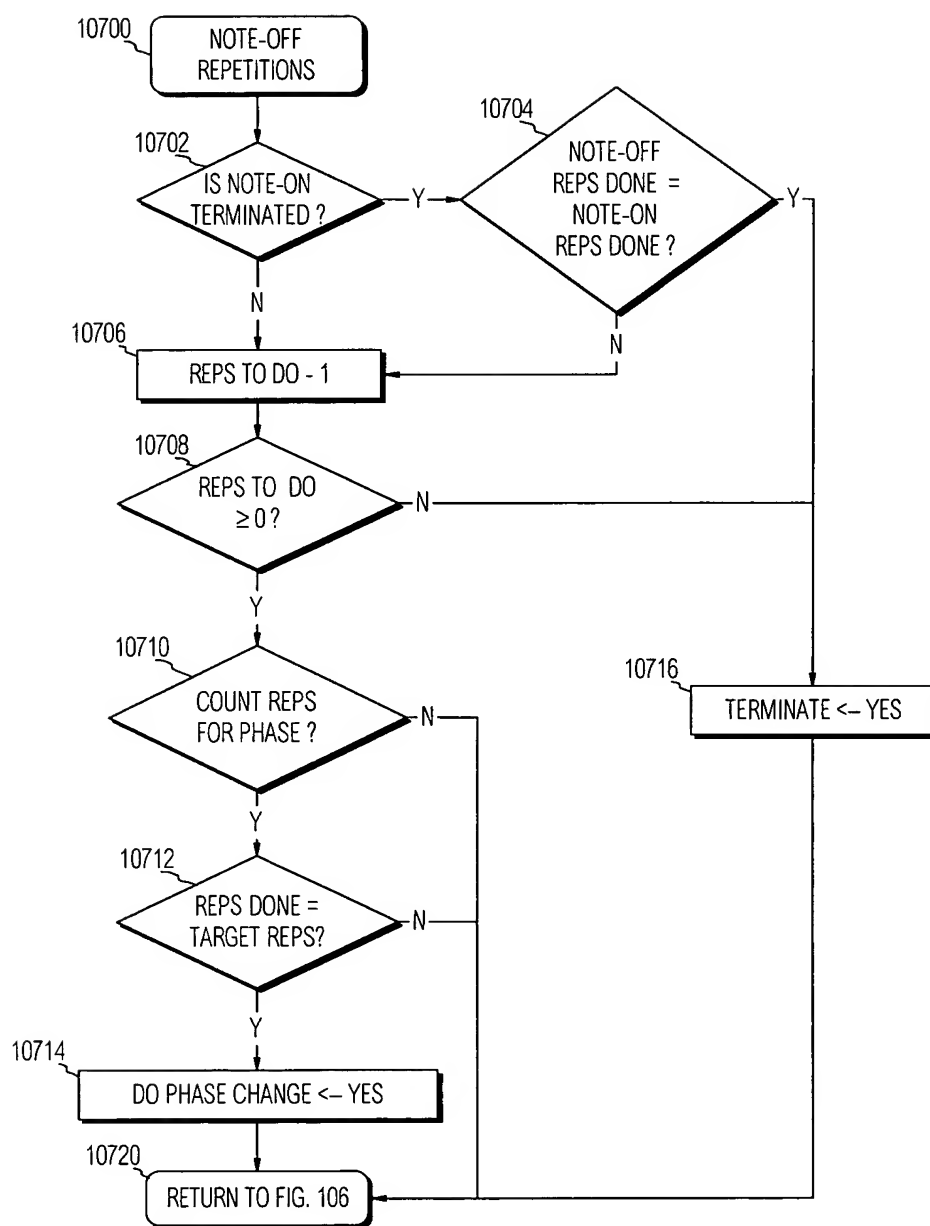 10700
NOTE-OFF
REPETITIONS
10702
IS NOTE-ON
TERMINATED ?
Y
10704
NOTE-OFF
REPS DONE =
NOTE-ON
REPS DONE ?
Y
N
N
10706
REPS TO DO - 1
10708
REPS TO DO
≥ 0 ?
N
Y
10710
COUNT REPS
FOR PHASE ?
N
10716
TERMINATE <– YES
Y
10712
REPS DONE =
TARGET REPS?
N
Y
10714
DO PHASE CHANGE <– YES
10720
RETURN TO FIG. 106